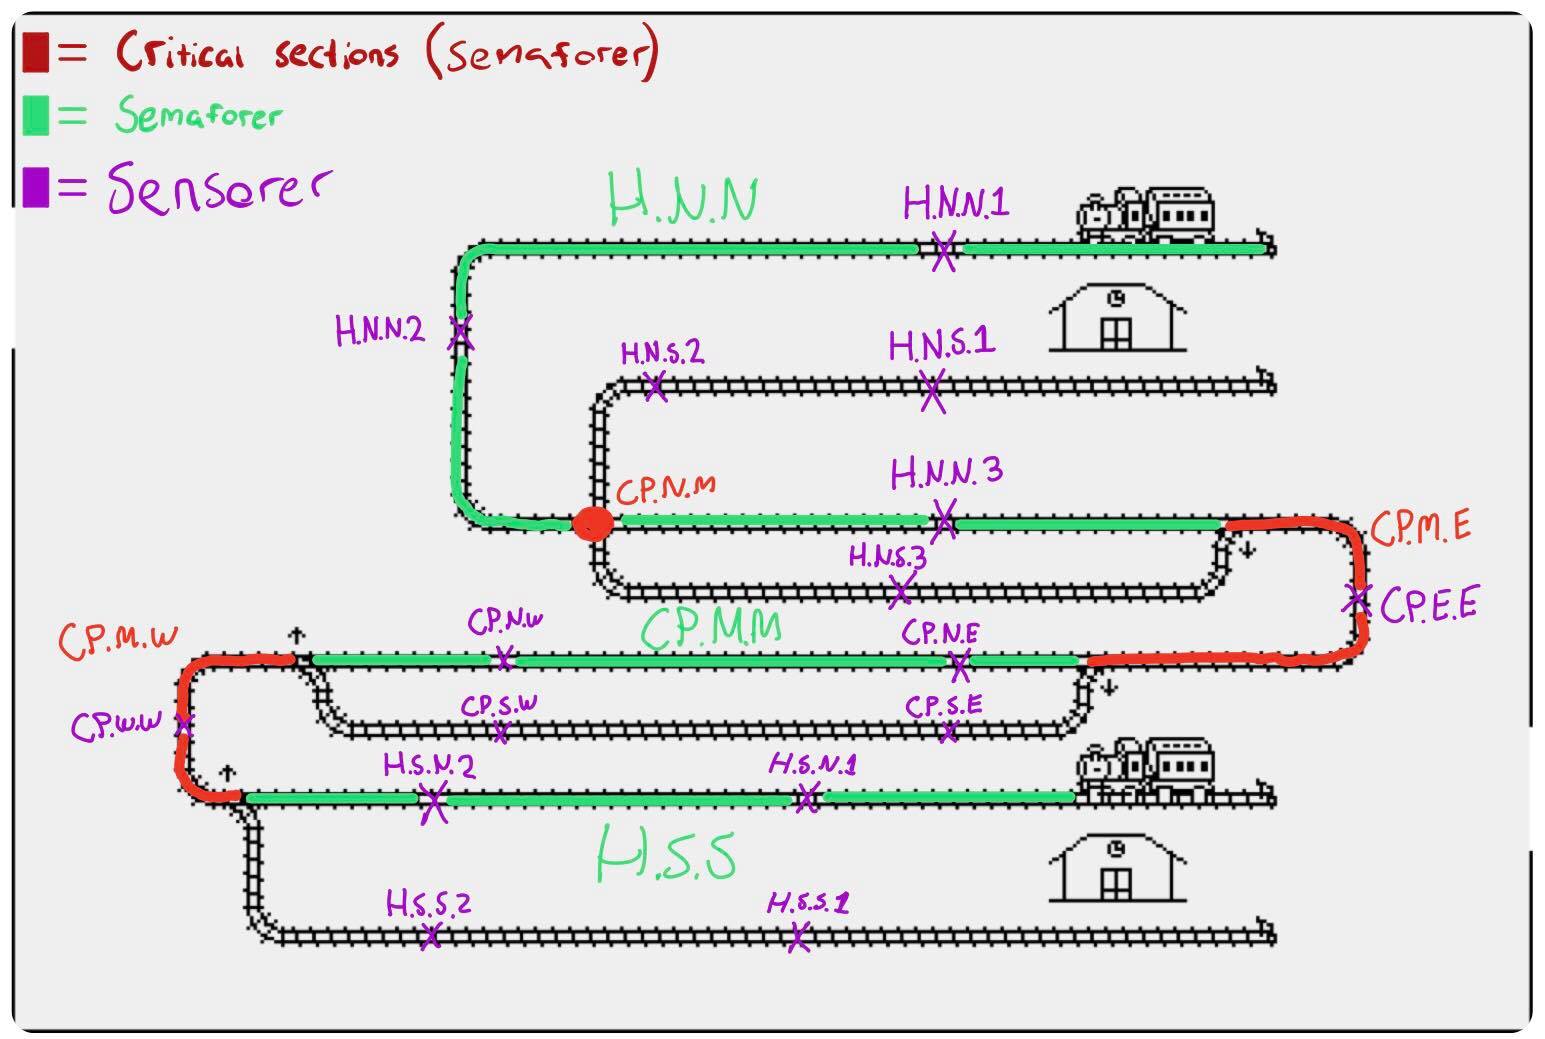 = Critical sections (Semaforer)
= Semaforer
= Sensorer
H.N.N
H.N.N.1
H.N.N.2
H.N.S.2
H.N.S.1
CP.N.M
H.N.N.3
CP.M.E
H.N.S.3
CP.E.E
CP.M.W
CP.N.W
CP.M.M
CP.N.E
CP.W.W
CP.S.W
CP.S.E
H.S.N.2
H.S.N.1
H.S.S
H.S.S.2
H.S.S.1